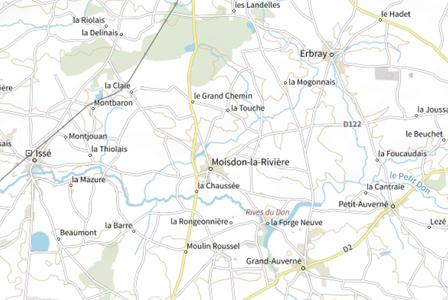 les Landelles
la Riolais
la Delinais
le Hadet
Erbray
la Claie
Montbaron
le Grand Chemin
la Touche
la Mogonnais
la Joussa
D122
le Beuchet
Montjouan
la Thiolais
Issé
la Foucaudais
Moisdon-la-Rivière
le Petit Don
la Mazure
la Chaussée
la Cantraie
Petit-Auverné
Rives du Don
la Rongeonnière
la Forge Neuve
la Barre
Lezé
Beaumont
Moulin Roussel
D2
Grand-Auverné